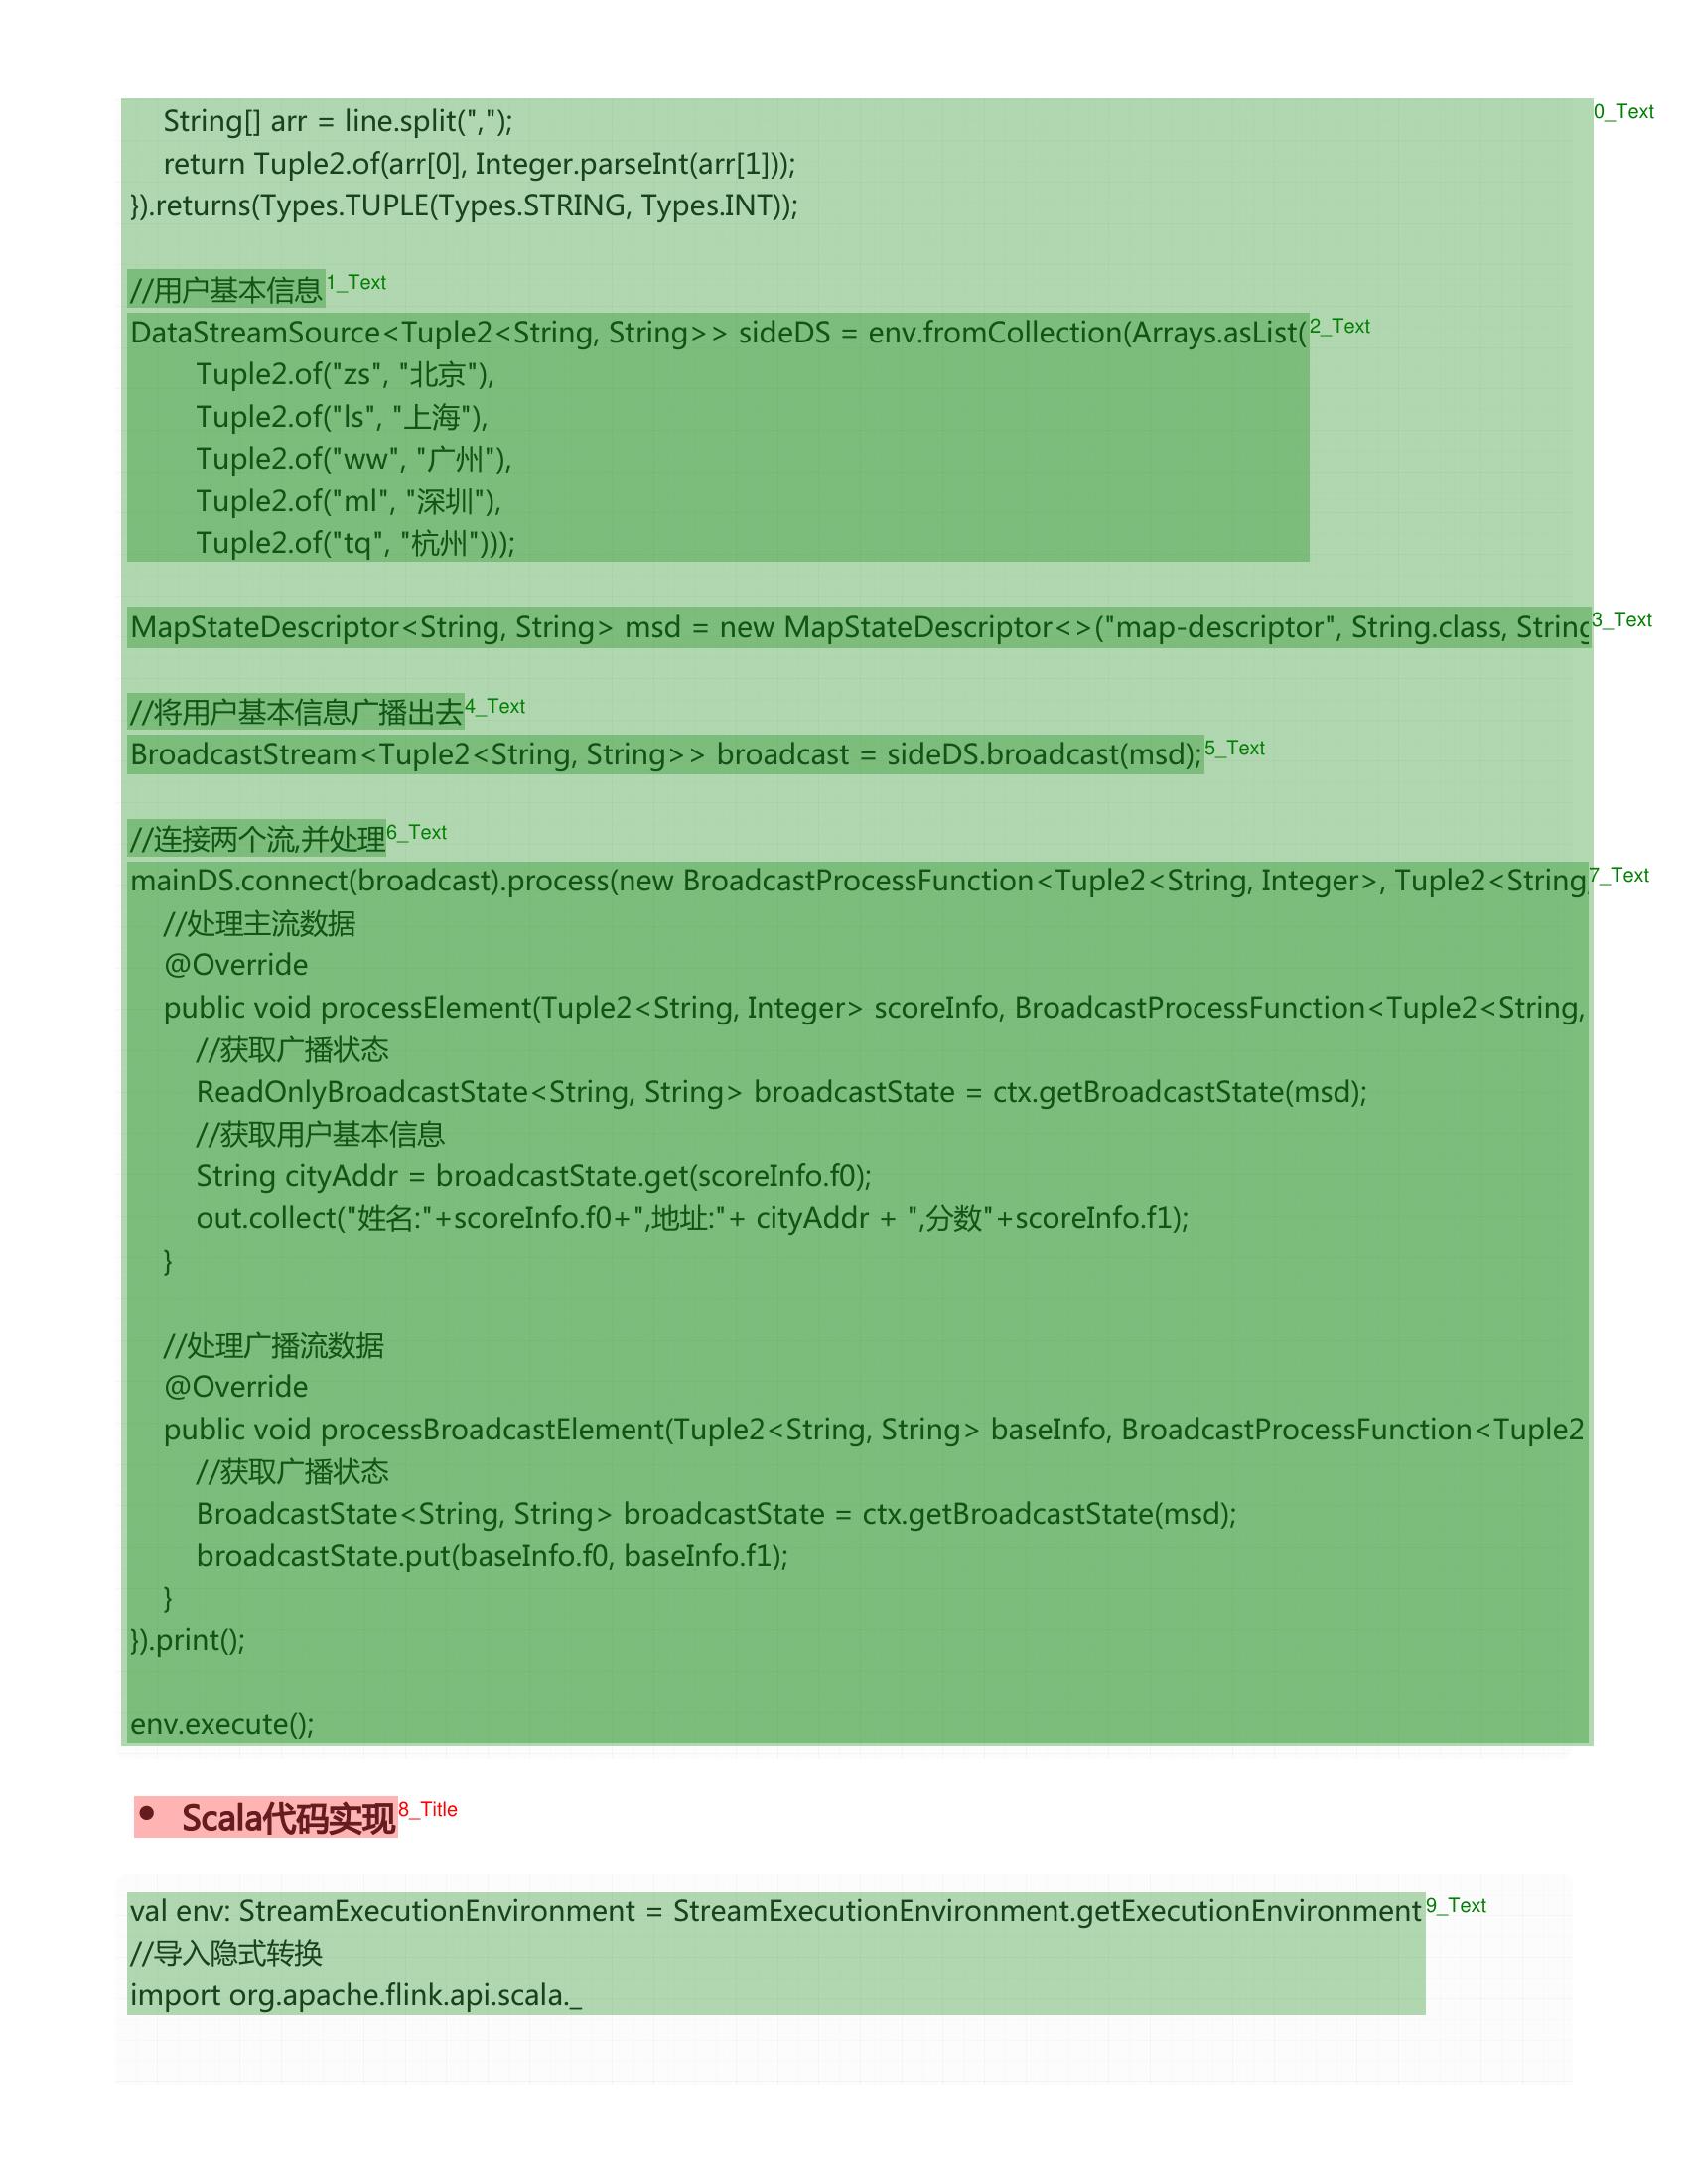 String[] arr = line.split(",");
return Tuple2.of(arr[0], Integer.parseInt(arr[1]));
}).returns(Types.TUPLE(Types.STRING, Types.INT));
0_Text
//用户基本信息
1_Text
DataStreamSource<Tuple2<String, String>> sideDS = env.fromCollection(Arrays.asList(
2_Text
Tuple2.of("zs", "北京"),
Tuple2.of("ls", "上海"),
Tuple2.of("ww", "广州"),
Tuple2.of("ml", "深圳"),
Tuple2.of("tq", "杭州")));
MapStateDescriptor<String, String> msd = new MapStateDescriptor<>("map-descriptor", String.class, String
3_Text
//将用户基本信息广播出去
4_Text
BroadcastStream<Tuple2<String, String>> broadcast = sideDS.broadcast(msd);
5_Text
//连接两个流,并处理
6_Text
mainDS.connect(broadcast).process(new BroadcastProcessFunction<Tuple2<String, Integer>, Tuple2<String,
7_Text
//处理主流数据
@Override
public void processElement(Tuple2<String, Integer> scoreInfo, BroadcastProcessFunction<Tuple2<String,
//获取广播状态
ReadOnlyBroadcastState<String, String> broadcastState = ctx.getBroadcastState(msd);
//获取用户基本信息
String cityAddr = broadcastState.get(scoreInfo.f0);
out.collect("姓名:"+scoreInfo.f0+",地址:"+ cityAddr + ",分数"+scoreInfo.f1);
}
//处理广播流数据
@Override
public void processBroadcastElement(Tuple2<String, String> baseInfo, BroadcastProcessFunction<Tuple2
//获取广播状态
BroadcastState<String, String> broadcastState = ctx.getBroadcastState(msd);
broadcastState.put(baseInfo.f0, baseInfo.f1);
}
}).print();
env.execute();
• Scala代码实现
8_Title
val env: StreamExecutionEnvironment = StreamExecutionEnvironment.getExecutionEnvironment
9_Text
//导入隐式转换
import org.apache.flink.api.scala._